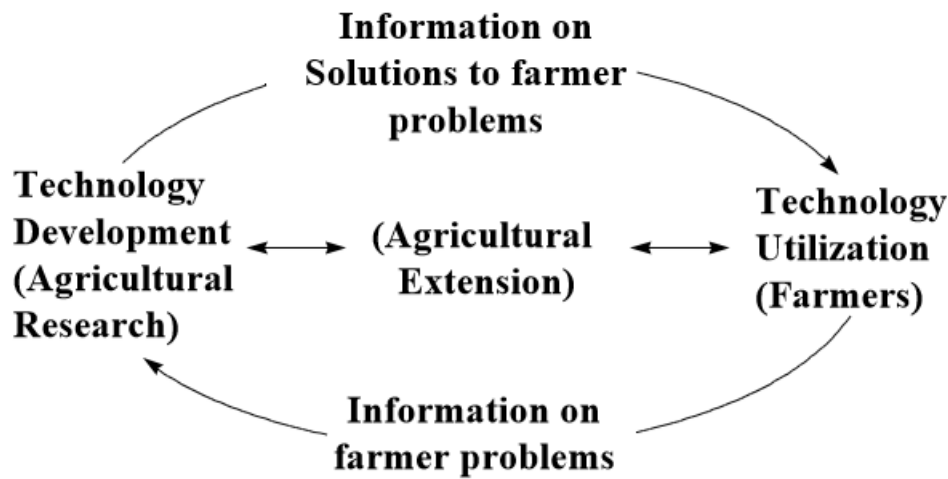 Information on
Solutions to farmer
problems
Technology
Development
(Agricultural
Research)
(Agricultural
Extension)
Technology
Utilization
(Farmers)
Information on
farmer problems